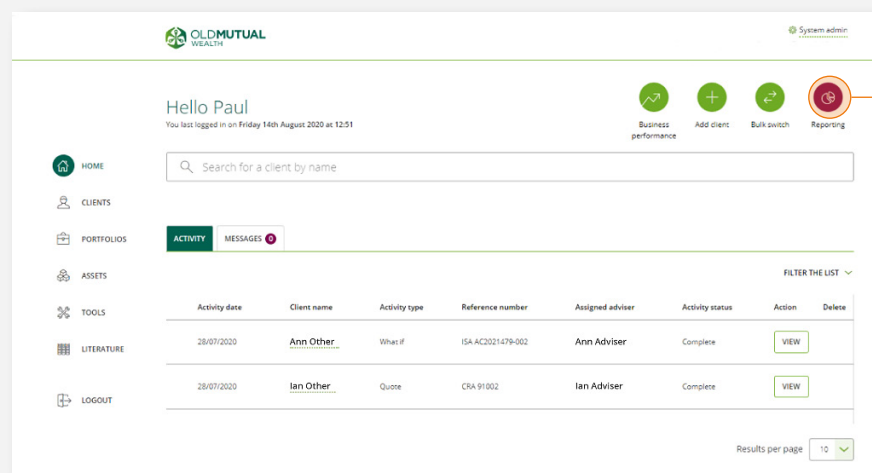 OLDMUTUAL
WEALTH
System admin
Hello Paul
You last logged in on Friday 14th August 2020 at 12:51
Business performance
Add client
Bulk switch
Reporting
HOME
Search for a client by name
CLIENTS
PORTFOLIOS
ACTIVITY MESSAGES 0
ASSETS
FILTER THE LIST
TOOLS
Activity date Client name Activity type Reference number Assigned adviser Activity status Action Delete
28/07/2020 Ann Other What if ISA AC2021479-002 Ann Adviser Complete VIEW
LITERATURE
28/07/2020 Ian Other Quote CRA 91002 Ian Adviser Complete VIEW
LOGOUT
Results per page 10